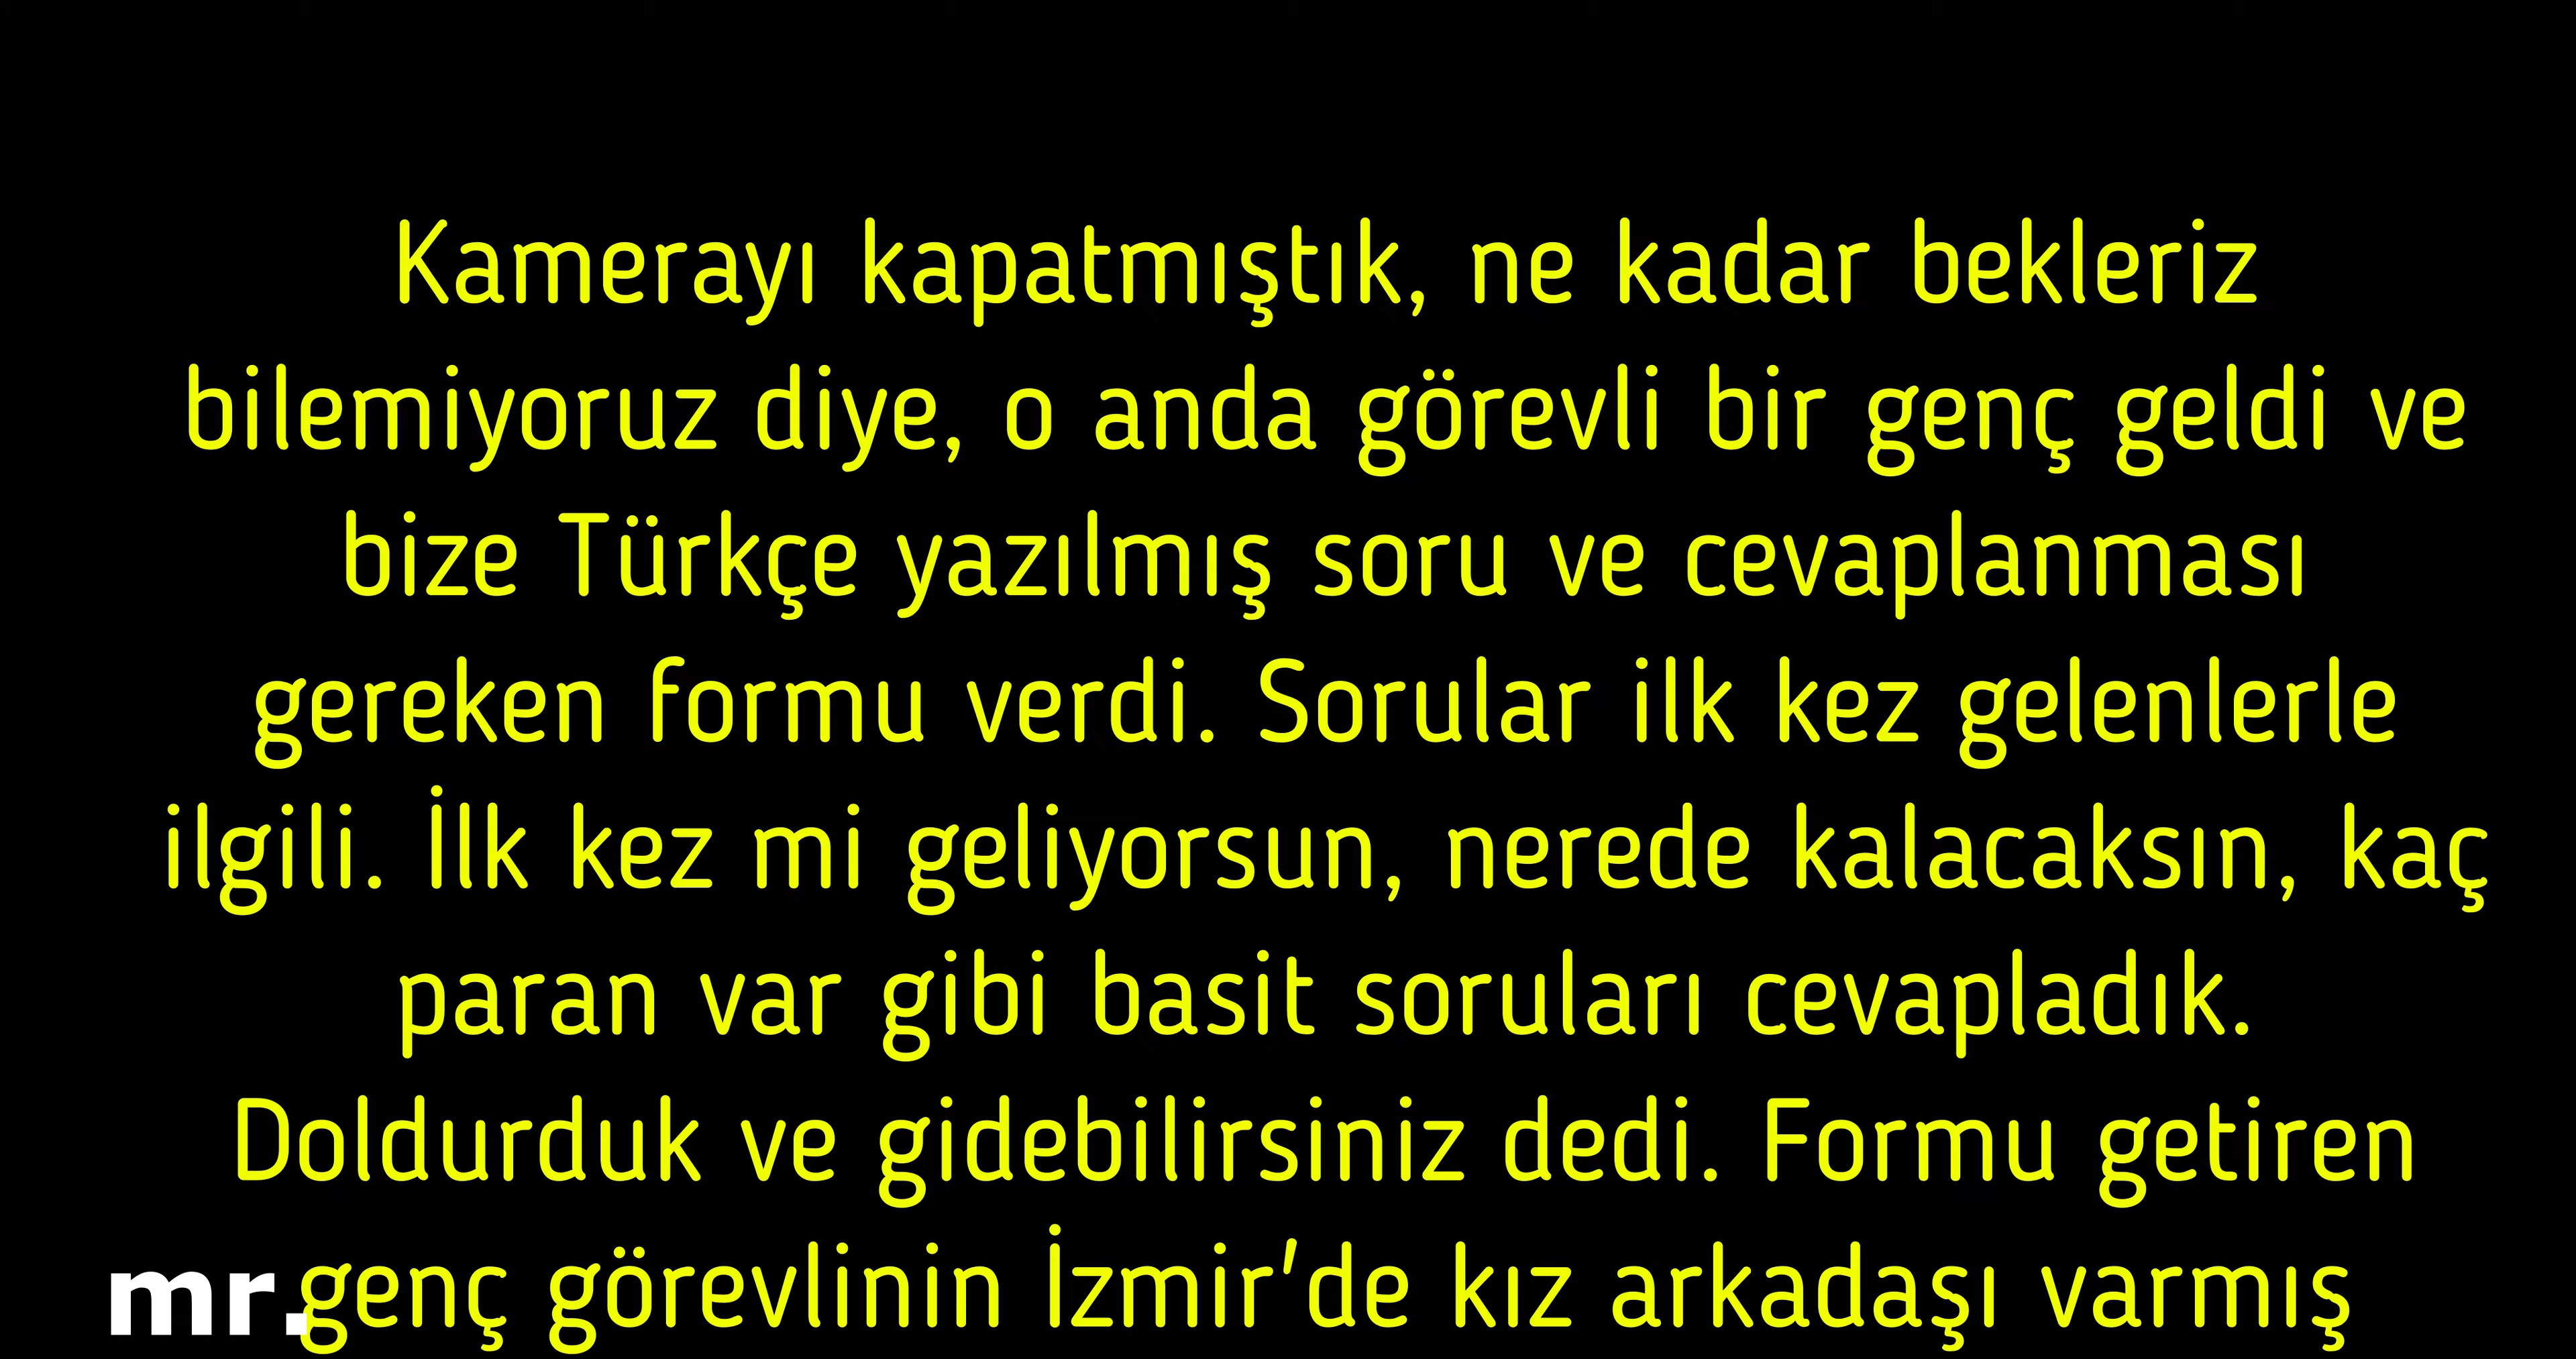 Kamerayı kapatmıştık, ne kadar bekleriz
bilemiyoruz diye, o anda görevli bir genç geldi ve
bize Türkçe yazılmış soru ve cevaplanması
gereken formu verdi. Sorular ilk kez gelenlerle
ilgili. İlk kez mi geliyorsun, nerede kalacaksın, kaç
paran var gibi basit soruları cevapladık.
Doldurduk ve gidebilirsiniz dedi. Formu getiren
genç görevlinin İzmir'de kız arkadaşı varmış
mr.